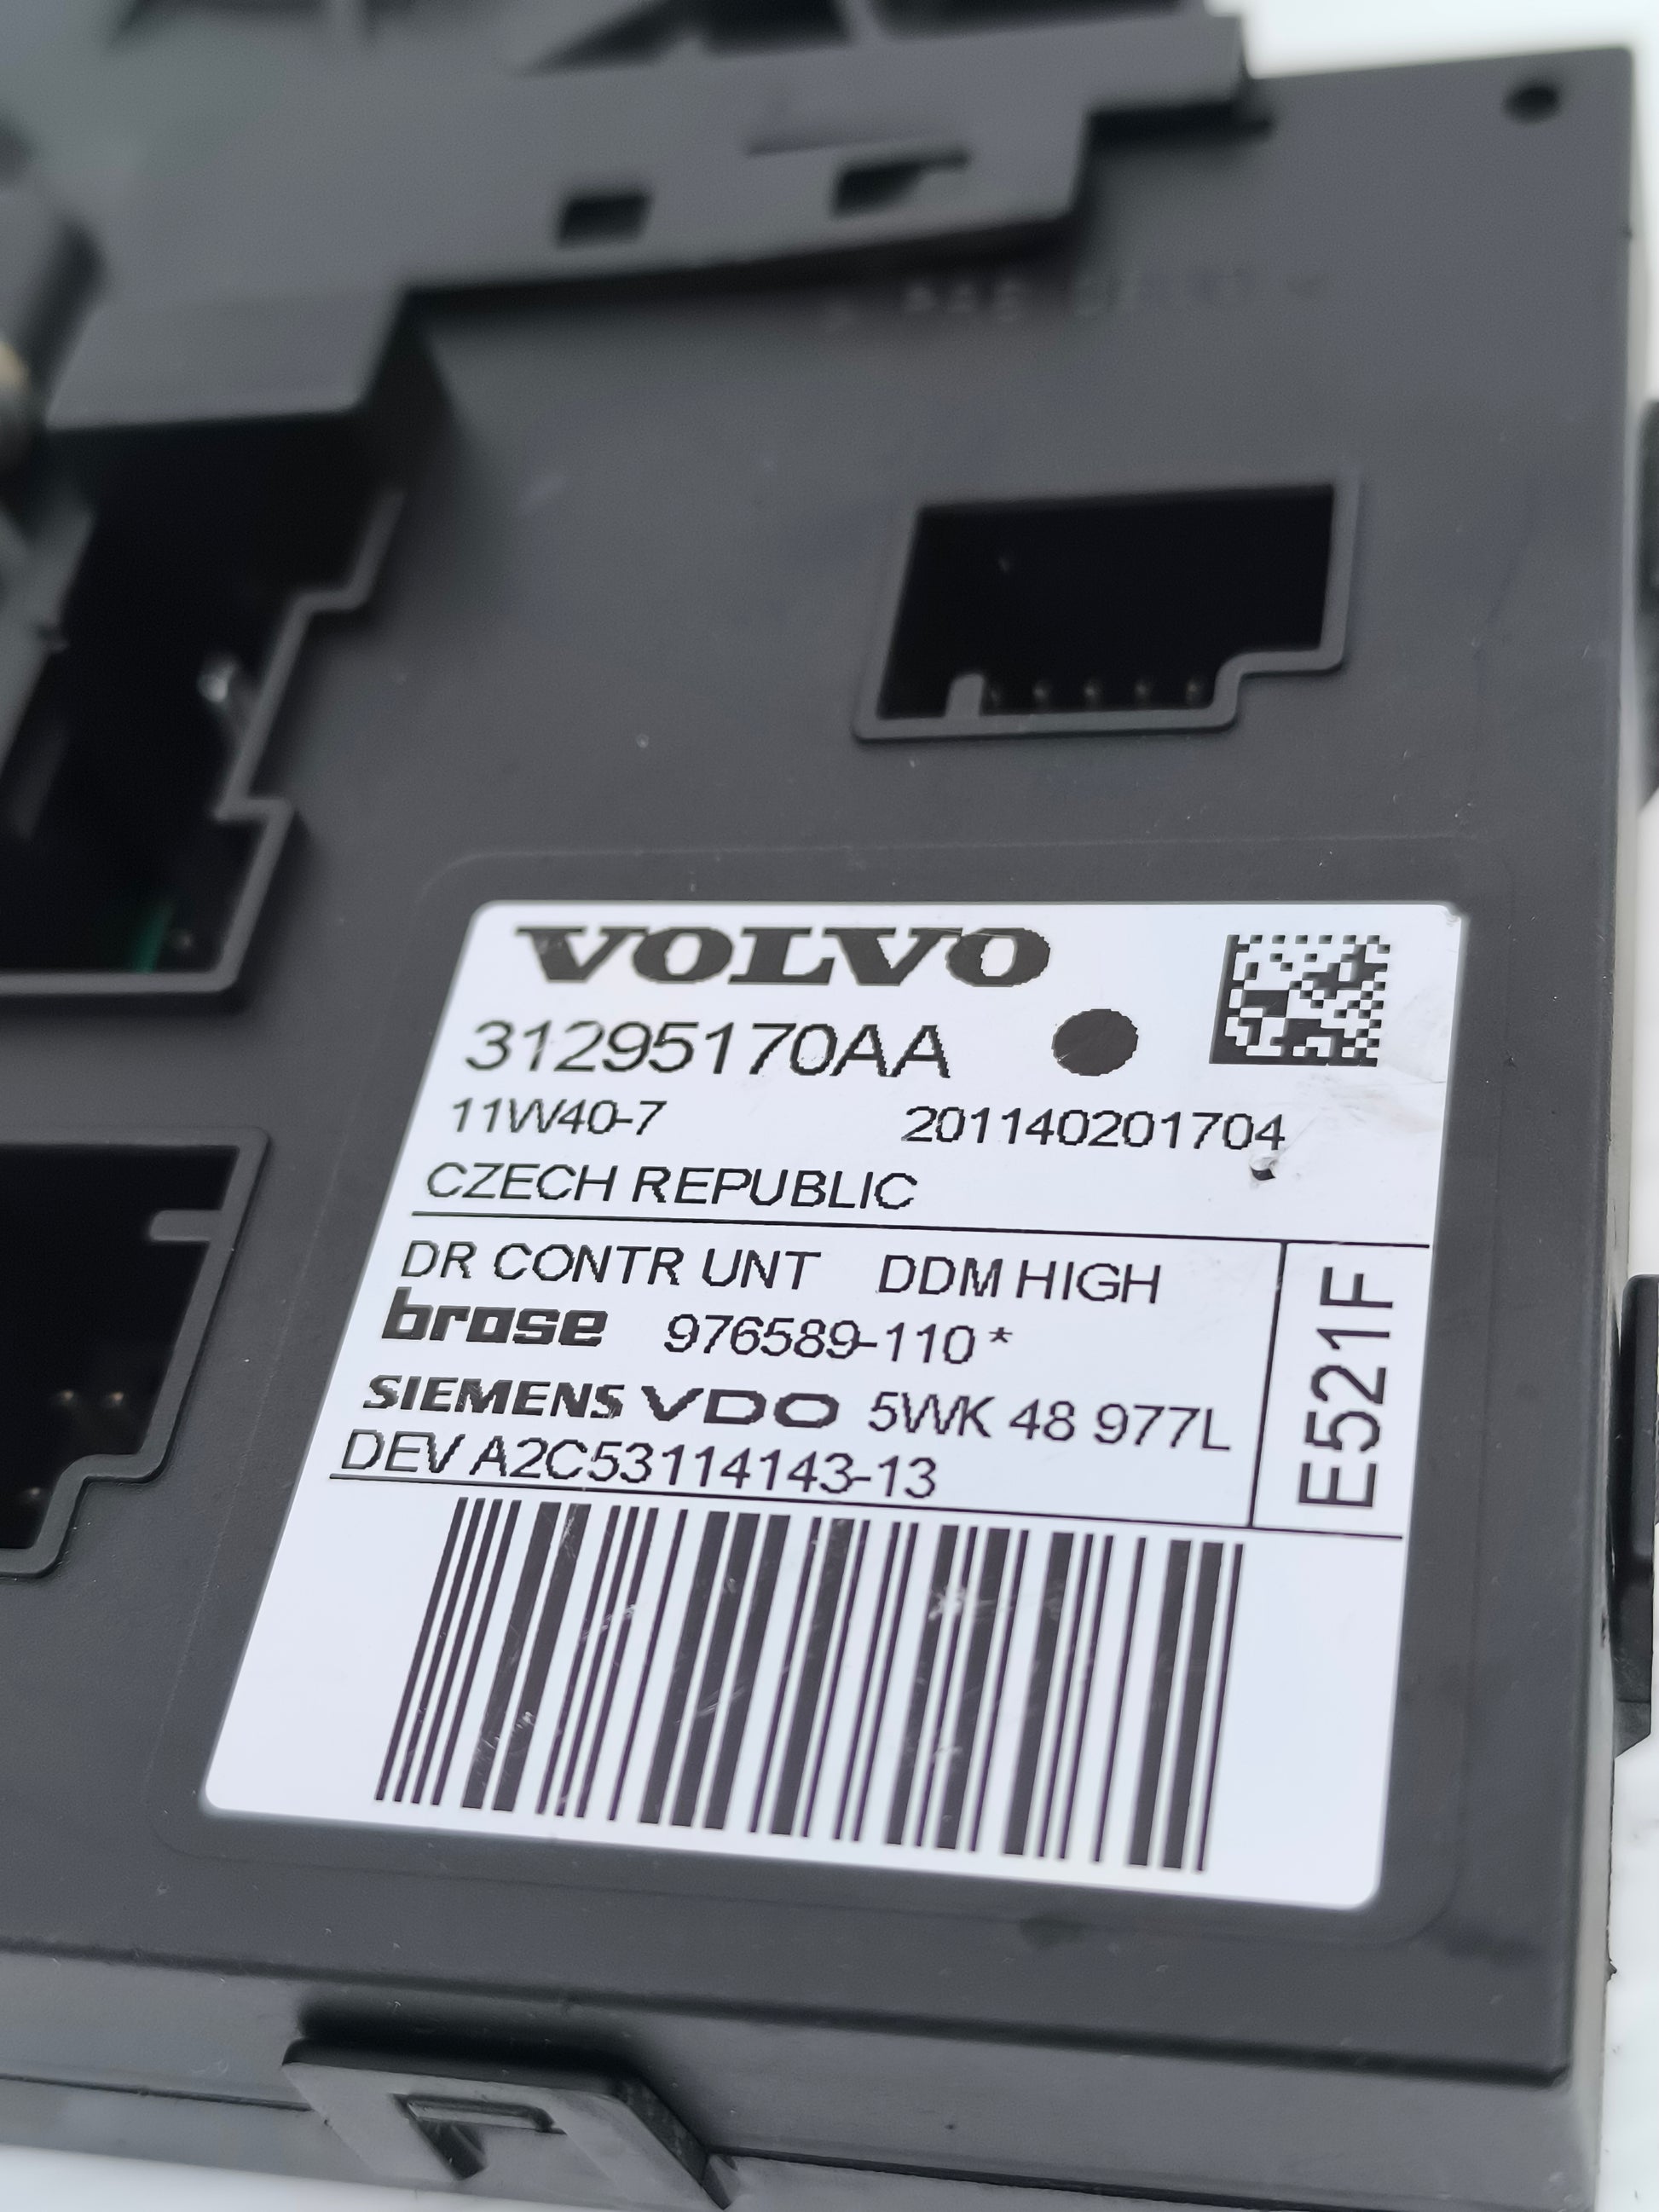 VOLVO
31295170AA
11W40-7 201140201704
CZECH REPUBLIC
DR CONTR UNT DDM HIGH
brose 976589-110*
SIEMENS VDO 5WK 48 977L
DEV A2C53114143-13
E521F